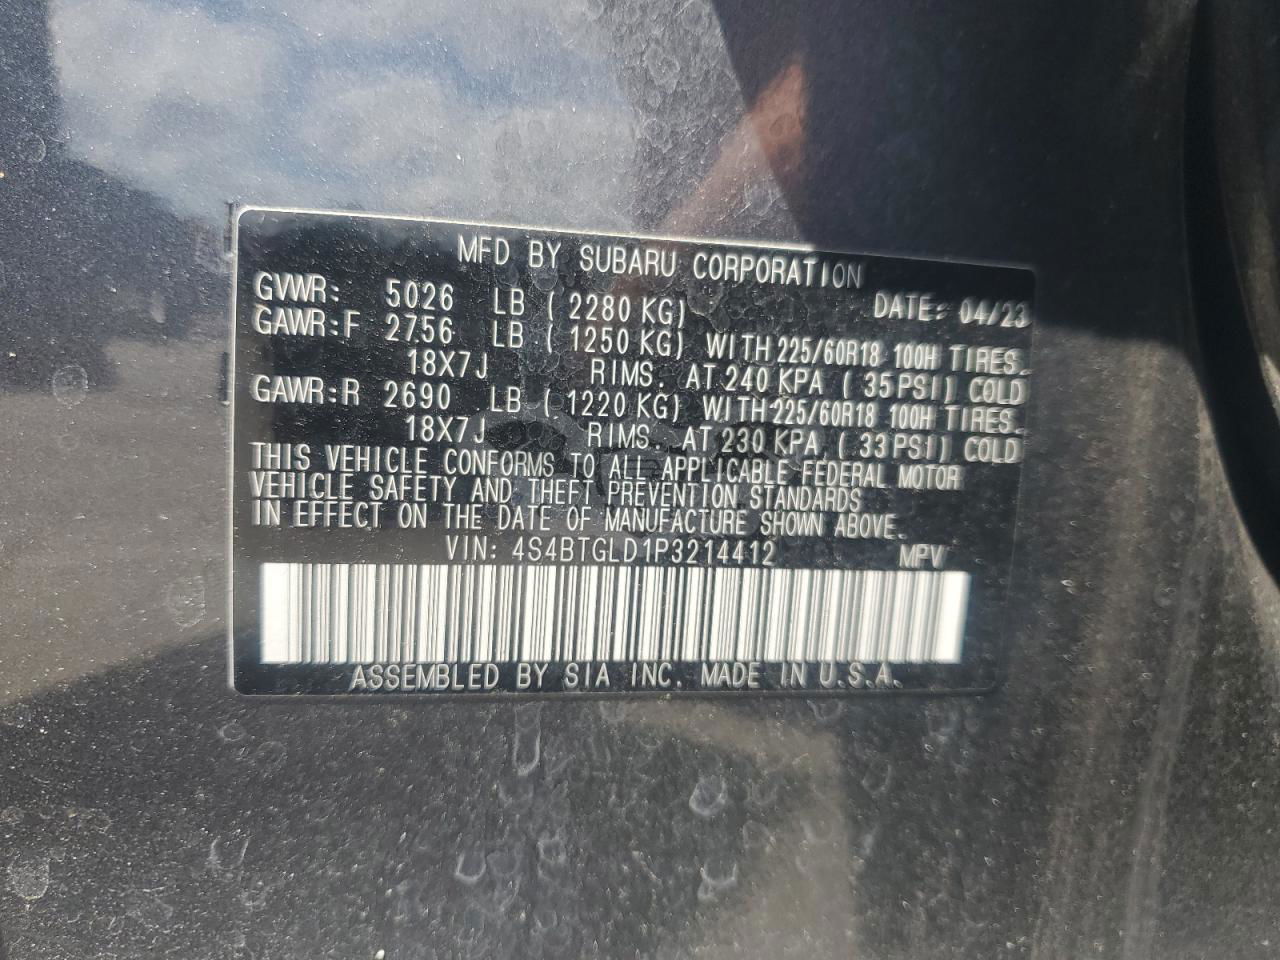 MFD BY SUBARU CORPORATION
GVWR: 5026 LB ( 2280 KG) DATE: 04/23
GAWR:F 2756 LB ( 1250 KG) WITH 225/60R18 100H TIRES.
18X7J RIMS. AT 240 KPA ( 35PSI) COLD
GAWR:R 2690 LB ( 1220 KG) WITH 225/60R18 100H TIRES.
18X7J RIMS. AT 230 KPA ( 33PSI) COLD
THIS VEHICLE CONFORMS TO ALL APPLICABLE FEDERAL MOTOR
VEHICLE SAFETY AND THEFT PREVENTION STANDARDS
IN EFFECT ON THE DATE OF MANUFACTURE SHOWN ABOVE.
VIN: 4S4BTGLD1P3214412 MPV
ASSEMBLED BY SIA INC. MADE IN U.S.A.